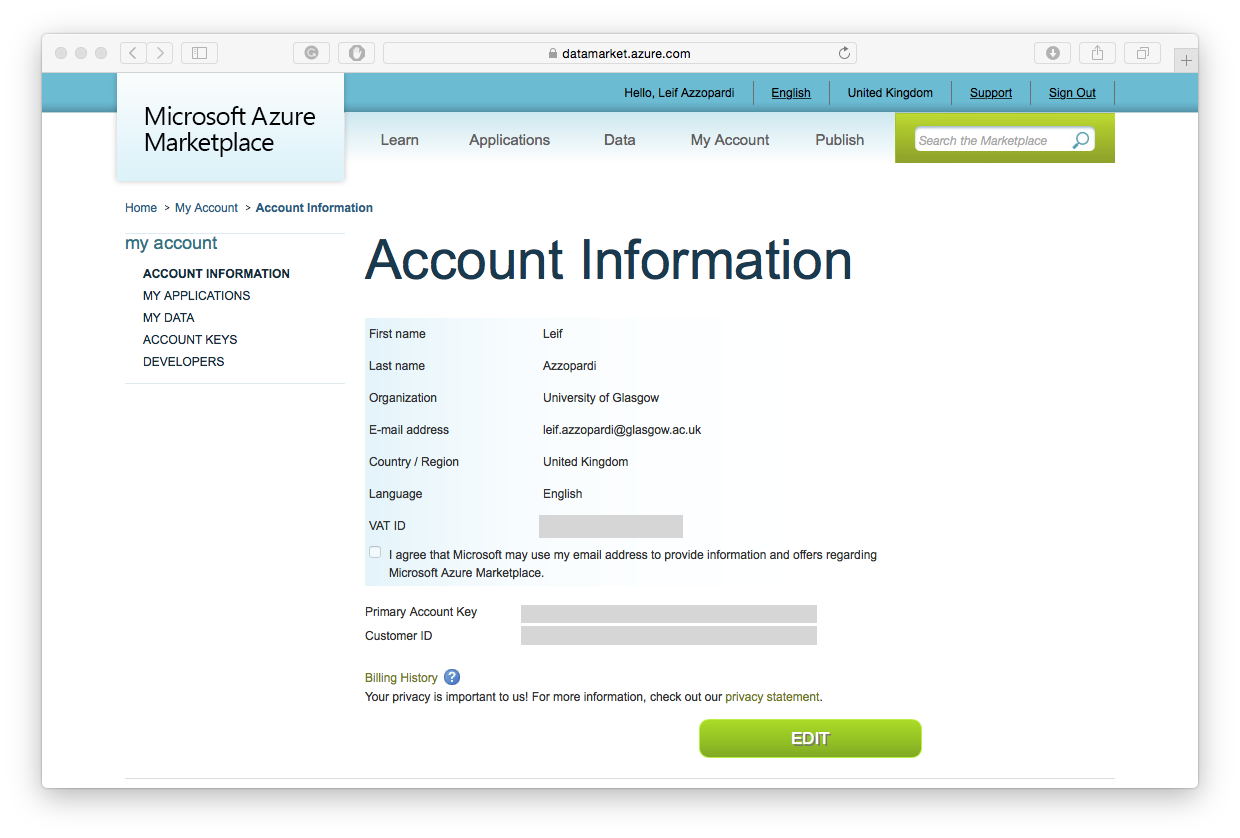 datamarket.azure.com
Hello, Leif Azzopardi English United Kingdom Support Sign Out
Microsoft Azure
Marketplace
Learn Applications Data My Account Publish Search the Marketplace
Home > My Account > Account Information
my account
ACCOUNT INFORMATION
MY APPLICATIONS
MY DATA
ACCOUNT KEYS
DEVELOPERS
Account Information
First name Leif
Last name Azzopardi
Organization University of Glasgow
E-mail address leif.azzopardi@glasgow.ac.uk
Country / Region United Kingdom
Language English
VAT ID
I agree that Microsoft may use my email address to provide information and offers regarding
Microsoft Azure Marketplace.
Primary Account Key
Customer ID
Billing History ?
Your privacy is important to us! For more information, check out our privacy statement.
EDIT